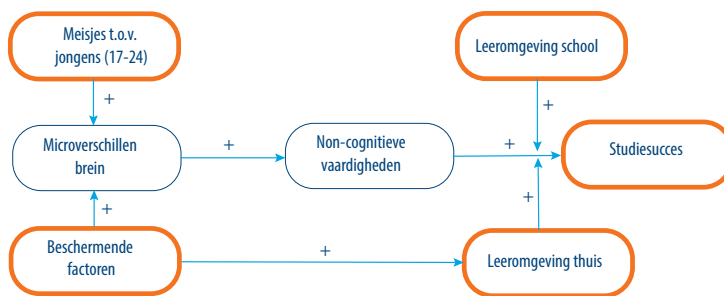 Meisjes t.o.v.
jongens (17-24)
Leeromgeving school
+
+
Microverschillen
brein
+
Non-cognitieve
vaardigheden
+
Studiesucces
+
+
Beschermende
factoren
+
Leeromgeving thuis